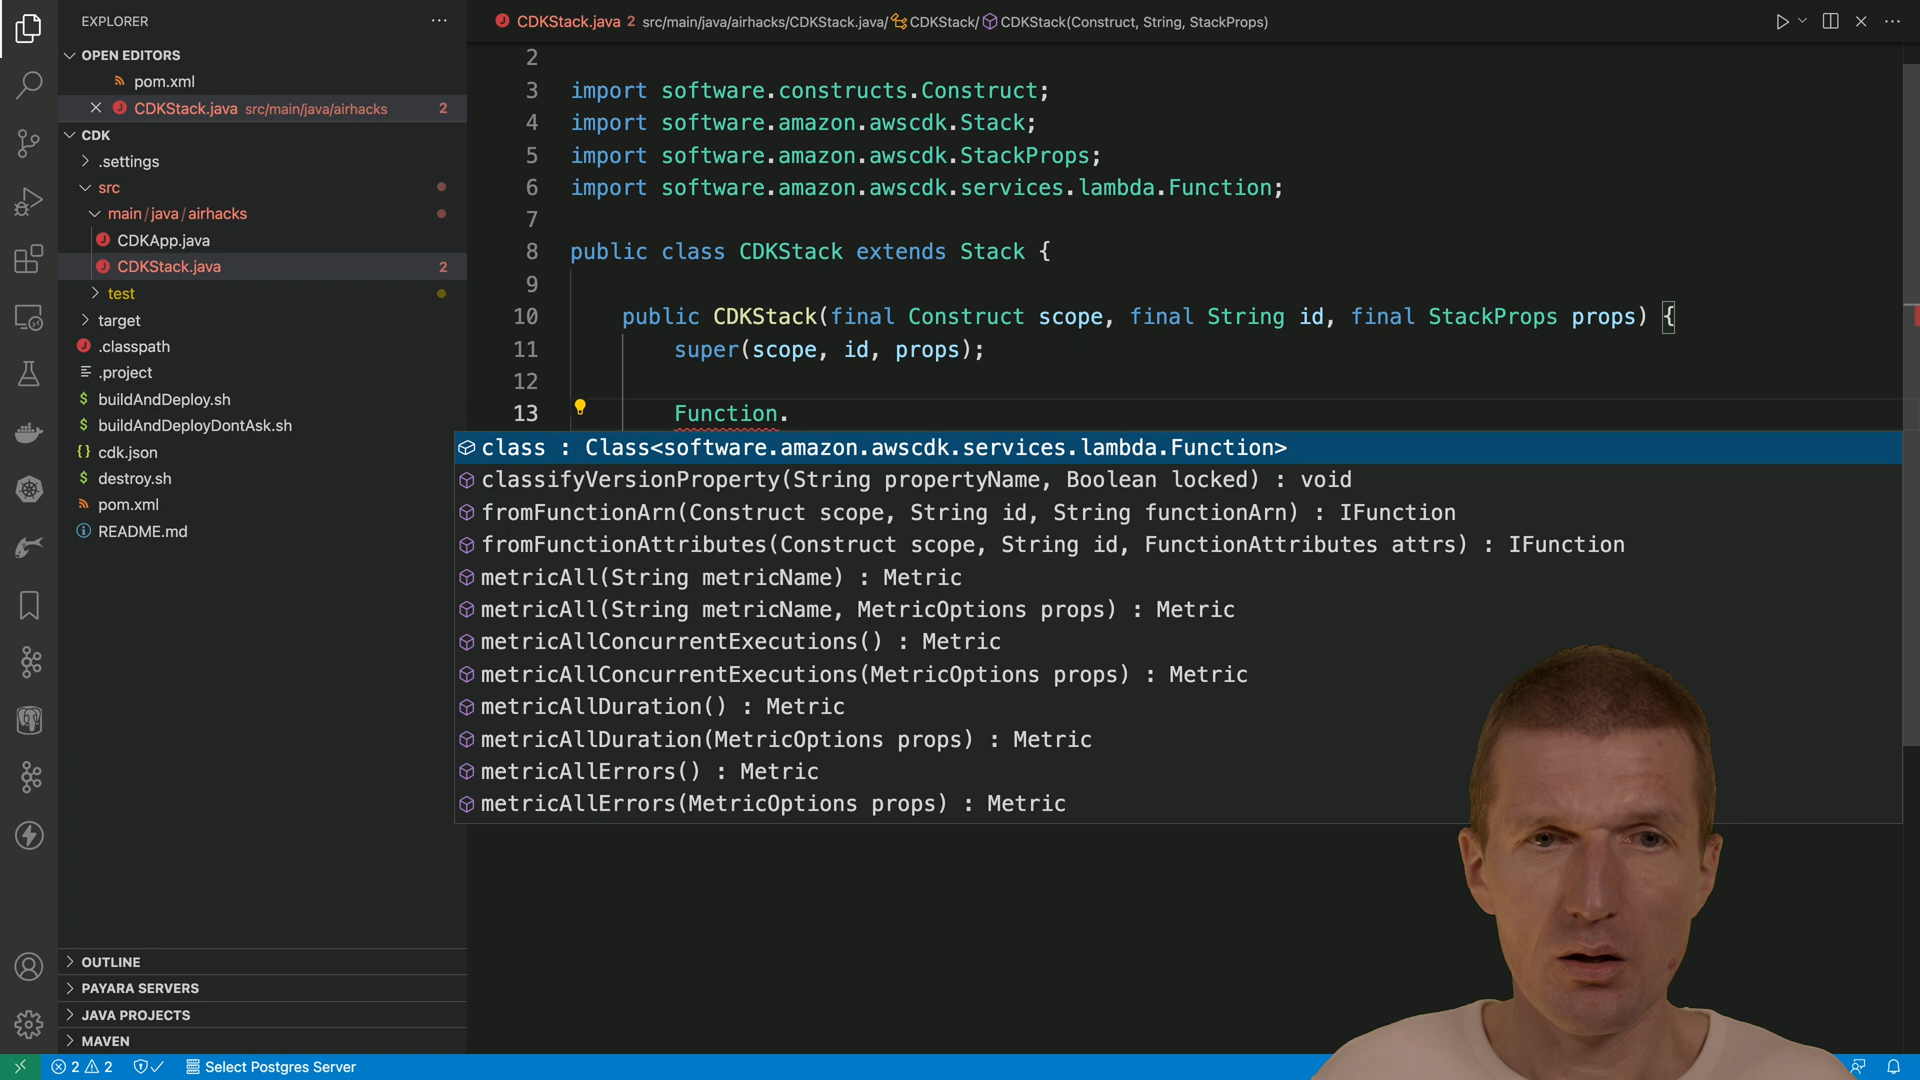 EXPLORER
OPEN EDITORS
pom.xml
CDKStack.java src/main/java/airhacks 2
CDK
.settings
src
main/java/airhacks
CDKApp.java
CDKStack.java 2
test
target
.classpath
.project
buildAndDeploy.sh
buildAndDeployDontAsk.sh
cdk.json
destroy.sh
pom.xml
README.md
OUTLINE
PAYARA SERVERS
JAVA PROJECTS
MAVEN
CDKStack.java 2 src/main/java/airhacks/CDKStack.java/ CDKStack/ CDKStack(Construct, String, StackProps)
2
3 import software.constructs.Construct;
4 import software.amazon.awscdk.Stack;
5 import software.amazon.awscdk.StackProps;
6 import software.amazon.awscdk.services.lambda.Function;
7
8 public class CDKStack extends Stack {
9
10 public CDKStack(final Construct scope, final String id, final StackProps props) {
11 super(scope, id, props);
12
13 Function.
class : Class<software.amazon.awscdk.services.lambda.Function>
classifyVersionProperty(String propertyName, Boolean locked) : void
fromFunctionArn(Construct scope, String id, String functionArn) : IFunction
fromFunctionAttributes(Construct scope, String id, FunctionAttributes attrs) : IFunction
metricAll(String metricName) : Metric
metricAll(String metricName, MetricOptions props) : Metric
metricAllConcurrentExecutions() : Metric
metricAllConcurrentExecutions(MetricOptions props) : Metric
metricAllDuration() : Metric
metricAllDuration(MetricOptions props) : Metric
metricAllErrors() : Metric
metricAllErrors(MetricOptions props) : Metric
2 2 Select Postgres Server